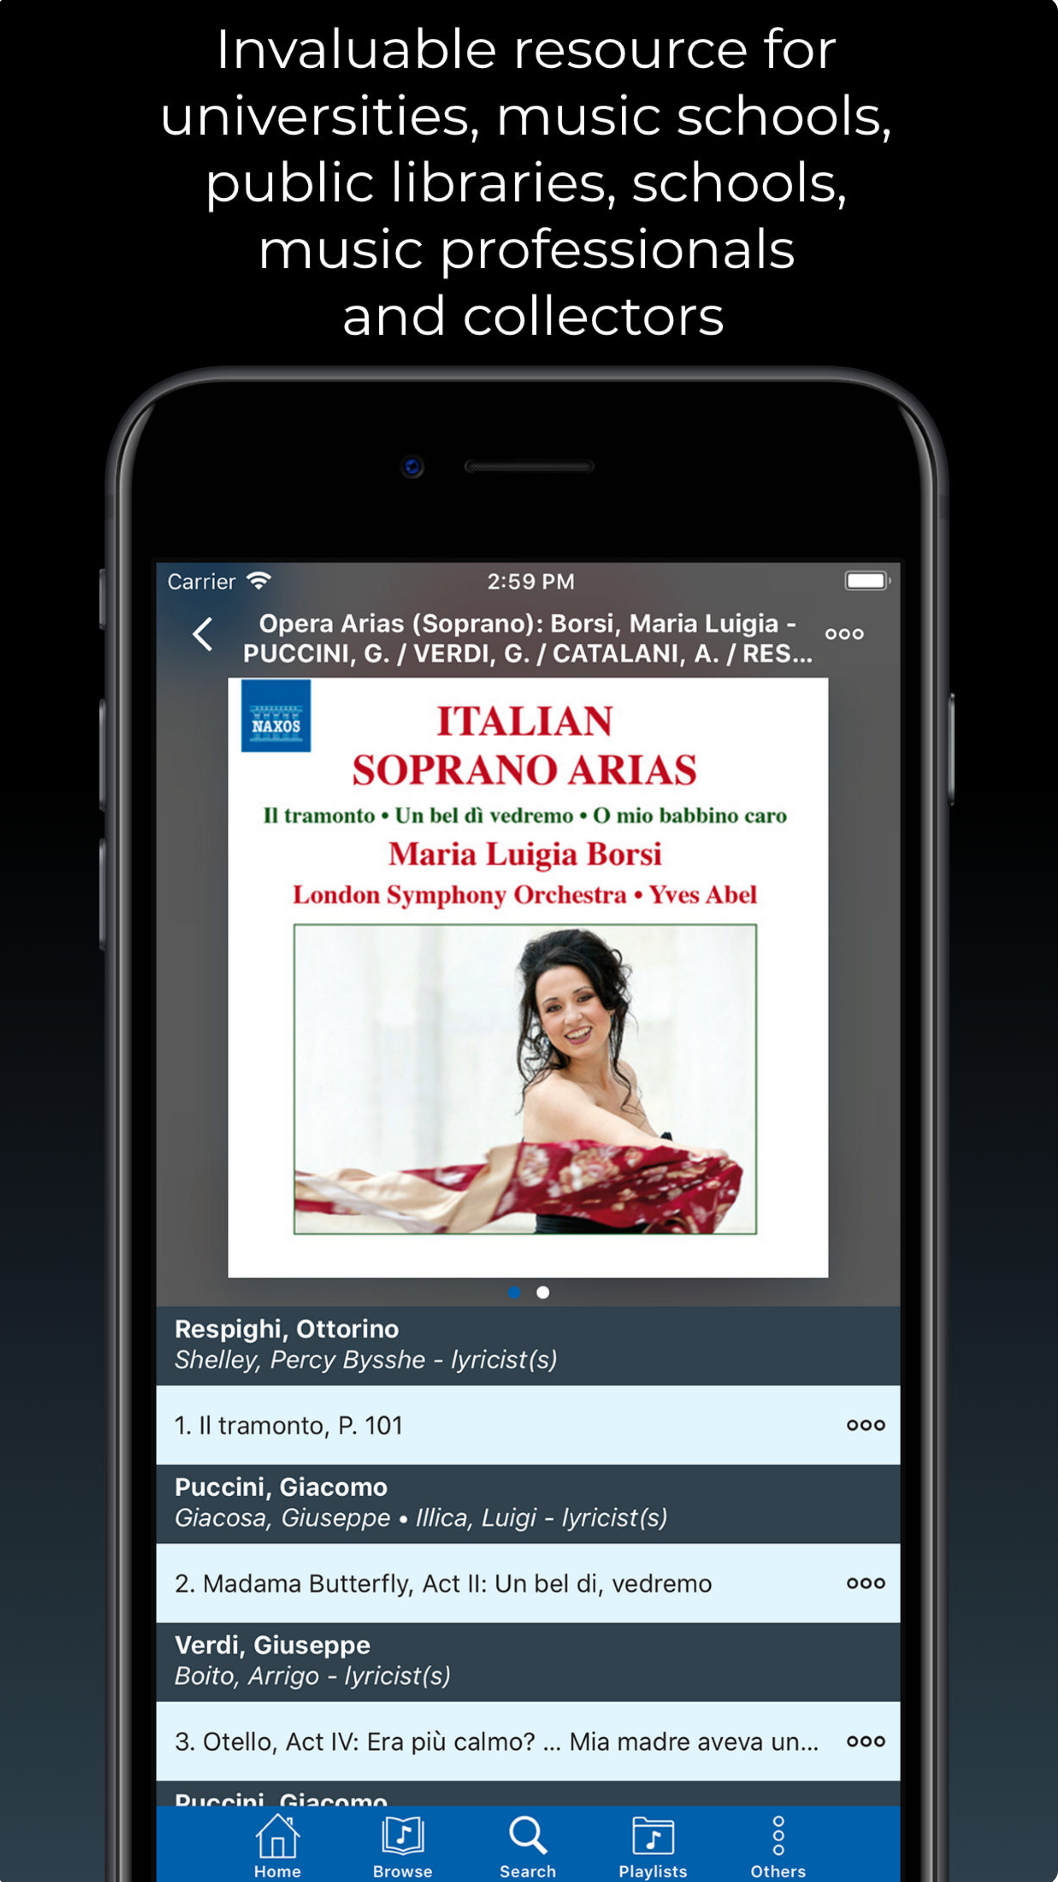 Invaluable resource for
universities, music schools,
public libraries, schools,
music professionals
and collectors
Carrier 2:59 PM
Opera Arias (Soprano): Borsi, Maria Luigia -
PUCCINI, G. / VERDI, G. / CATALANI, A. / RES...
NAXOS
ITALIAN
SOPRANO ARIAS
Il tramonto • Un bel dì vedremo • O mio babbino caro
Maria Luigia Borsi
London Symphony Orchestra • Yves Abel
Respighi, Ottorino
Shelley, Percy Bysshe - lyricist(s)
1. Il tramonto, P. 101
Puccini, Giacomo
Giacosa, Giuseppe • Illica, Luigi - lyricist(s)
2. Madama Butterfly, Act II: Un bel di, vedremo
Verdi, Giuseppe
Boito, Arrigo - lyricist(s)
3. Otello, Act IV: Era più calmo? ... Mia madre aveva un...
Puccini, Giacomo
Home Browse Search Playlists Others